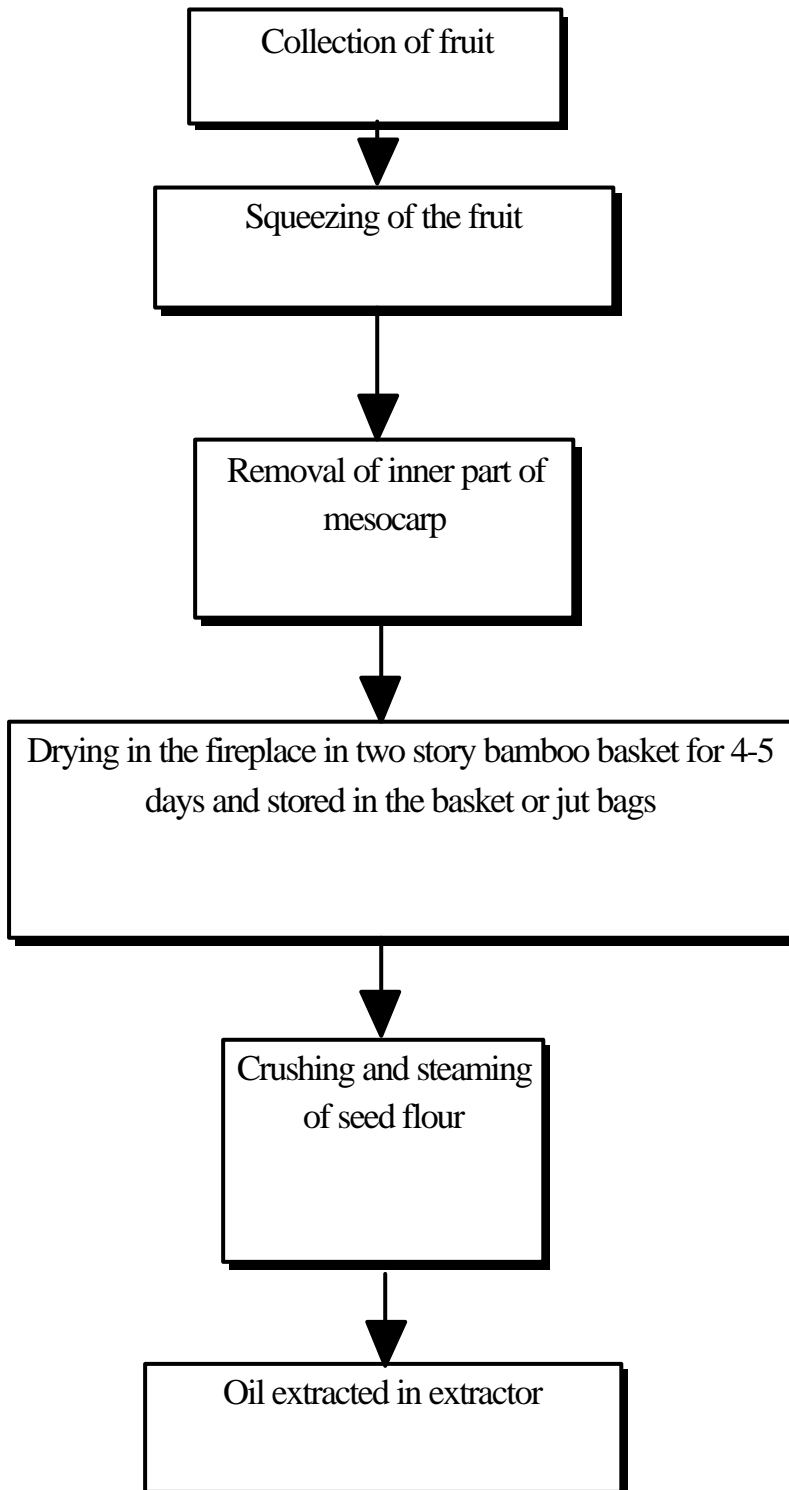 Collection of fruit
Squeezing of the fruit
Removal of inner part of
mesocarp
Drying in the fireplace in two story bamboo basket for 4-5
days and stored in the basket or jut bags
Crushing and steaming
of seed flour
Oil extracted in extractor